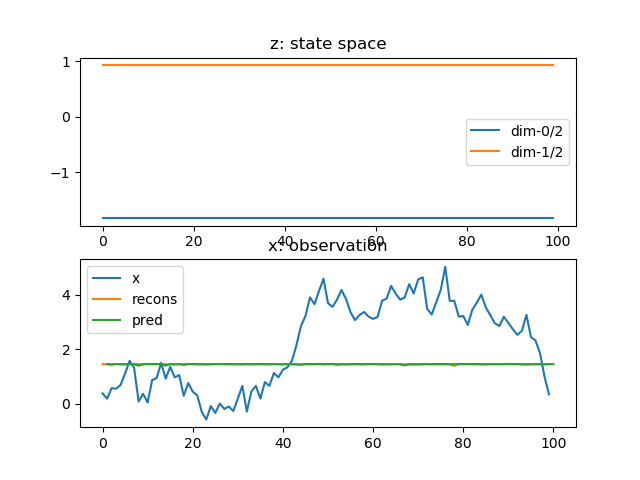 z: state space
1
0
−1
dim-0/2
dim-1/2
0 20 40 60 80 100
x: observation
x
recons
pred
4
2
0
0 20 40 60 80 100